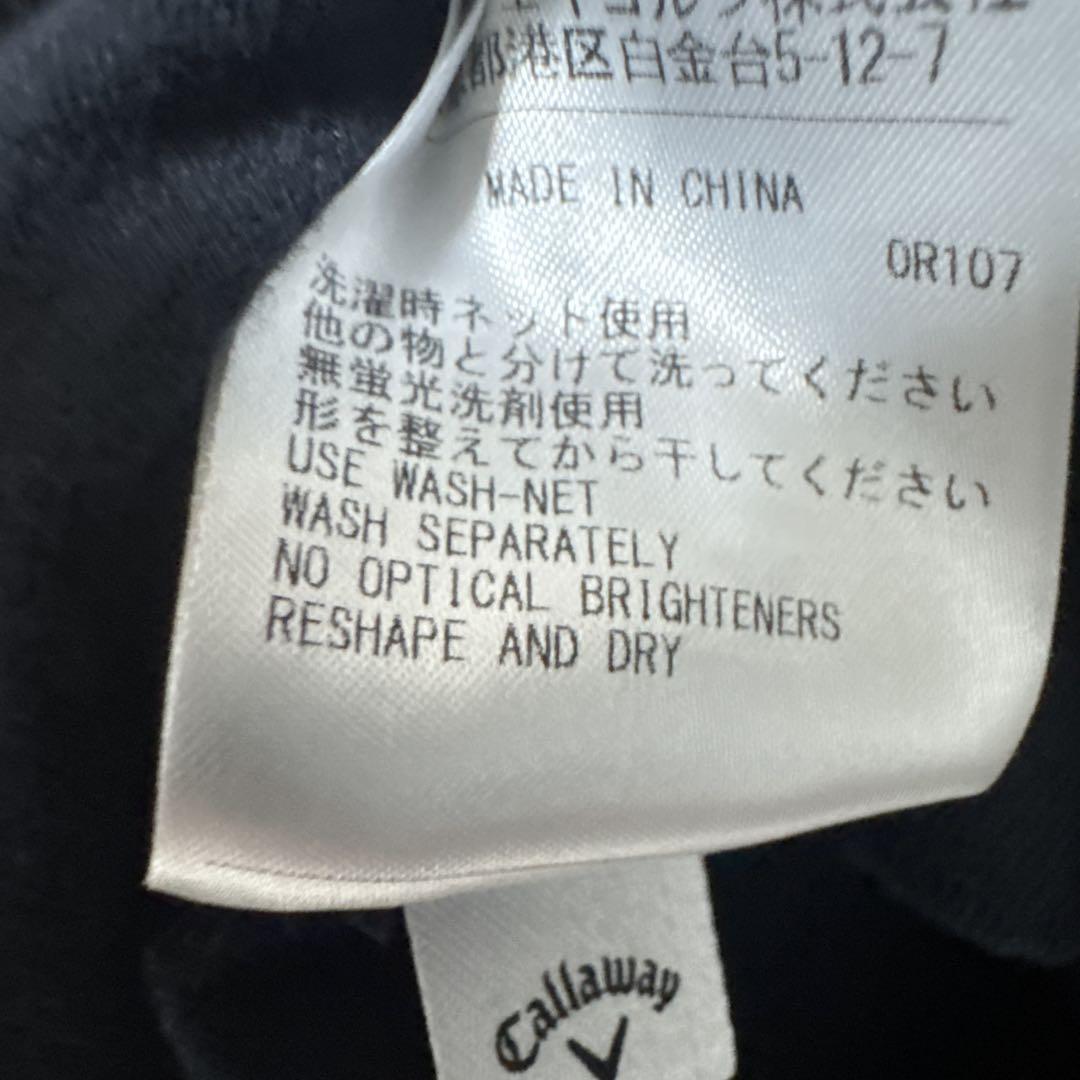 港区白金台5-12-7
MADE IN CHINA
0R107
洗濯時ネット使用
他の物と分けて洗ってください
無蛍光洗剤使用
形を整えてから干してください
USE WASH-NET
WASH SEPARATELY
NO OPTICAL BRIGHTENERS
RESHAPE AND DRY
Callaway